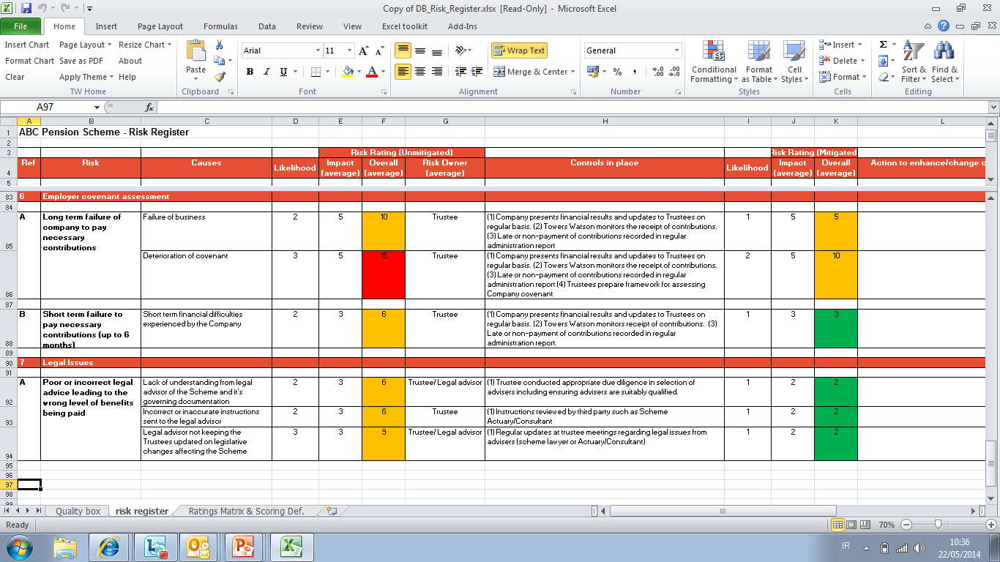 Copy of DB_Risk_Register.xlsx [Read-Only] - Microsoft Excel
File Home Insert Page Layout Formulas Data Review View Excel toolkit Add-Ins
Insert Chart Page Layout Resize Chart
Format Chart Save as PDF About
Clear Apply Theme Help
TW Home
Paste
Clipboard
Arial 11
B I U
Font
Wrap Text
Merge & Center
Alignment
General
Number
Conditional Formatting
Format as Table
Cell Styles
Styles
Insert
Delete
Format
Cells
Sort & Filter
Find & Select
Editing
A97 fx
A B C D E F G H I J K L
1 ABC Pension Scheme - Risk Register
2
3 Risk Rating (Unmitigated) Risk Rating (Mitigated
4 Ref Risk Causes Likelihood Impact (average) Overall (average) Risk Owner (average) Controls in place Likelihood Impact (average) Overall (average) Action to enhance/change c
5
83 6 Employer covenant assessment
84
85 A Long term failure of company to pay necessary contributions
Failure of business 2 5 10 Trustee
(1) Company presents financial results and updates to Trustees on
regular basis. (2) Towers Watson monitors the receipt of contributions.
(3) Late or non-payment of contributions recorded in regular
administration report
1 5 5
86 Deterioration of covenant 3 5 15 Trustee
(1) Company presents financial results and updates to Trustees on
regular basis. (2) Towers Watson monitors the receipt of contributions.
(3) Late or non-payment of contributions recorded in regular
administration report (4) Trustees prepare framework for assessing
Company covenant
2 5 10
87
88 B Short term failure to pay necessary contributions (up to 6 months)
Short term financial difficulties
experienced by the Company
2 3 6 Trustee
(1) Company presents financial results and updates to Trustees on
regular basis. (2) Towers Watson monitors receipt of contributions. (3)
Late or non-payment of contributions recorded in regular
administration report.
1 3 3
89
90 7 Legal Issues
91
92 A Poor or incorrect legal advice leading to the wrong level of benefits being paid
Lack of understanding from legal
advisor of the Scheme and it's
governing documentation
2 3 6 Trustee/ Legal advisor
(1) Trustee conducted appropriate due diligence in selection of
advisers including ensuring advisers are suitably qualified.
1 2 2
93 Incorrect or inaccurate instructions
sent to the legal advisor
2 3 6 Trustee
(1) Instructions reviewed by third party such as Scheme
Actuary/Consultant
1 2 2
94 Legal advisor not keeping the
Trustees updated on legislative
changes affecting the Scheme
3 3 9 Trustee/ Legal advisor
(1) Regular updates at trustee meetings regarding legal issues from
advisers (scheme lawyer or Actuary/Consultant)
1 2 2
95
96
97
98
99
Quality box risk register Ratings Matrix & Scoring Def.
Ready 70%
IR 10:36
22/05/2014